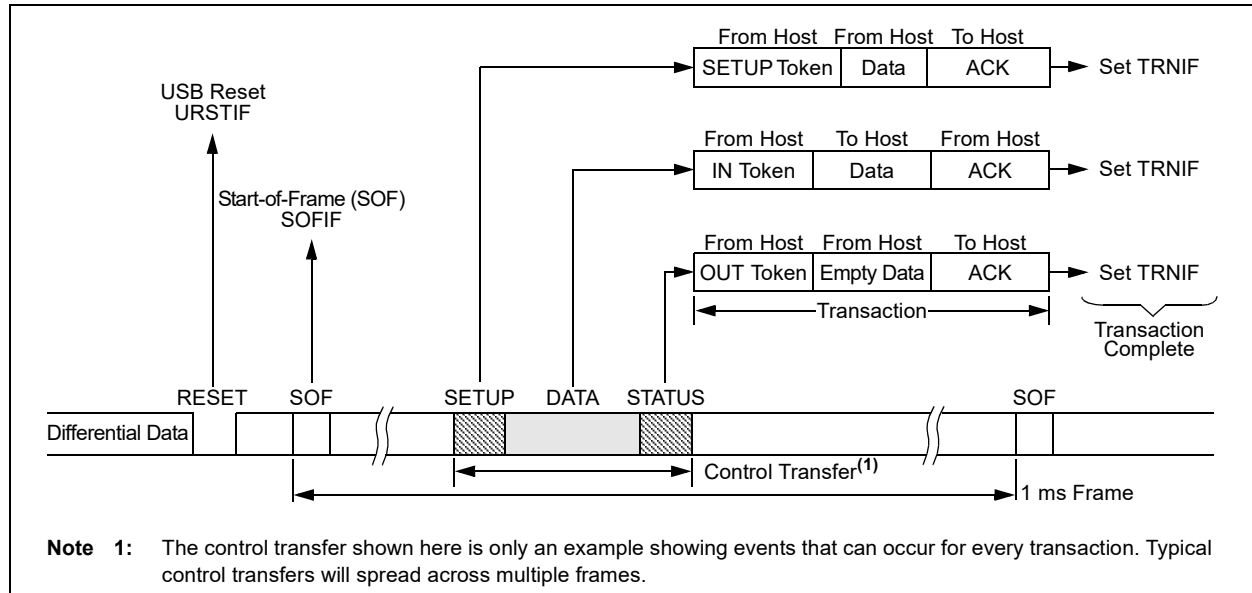 From Host From Host To Host
SETUP Token Data ACK Set TRNIF
USB Reset
URSTIF
From Host To Host From Host
IN Token Data ACK Set TRNIF
Start-of-Frame (SOF)
SOFIF
From Host From Host To Host
OUT Token Empty Data ACK Set TRNIF
Transaction
Transaction
Complete
RESET SOF SETUP DATA STATUS SOF
Differential Data
Control Transfer(1)
1 ms Frame
Note 1: The control transfer shown here is only an example showing events that can occur for every transaction. Typical
control transfers will spread across multiple frames.